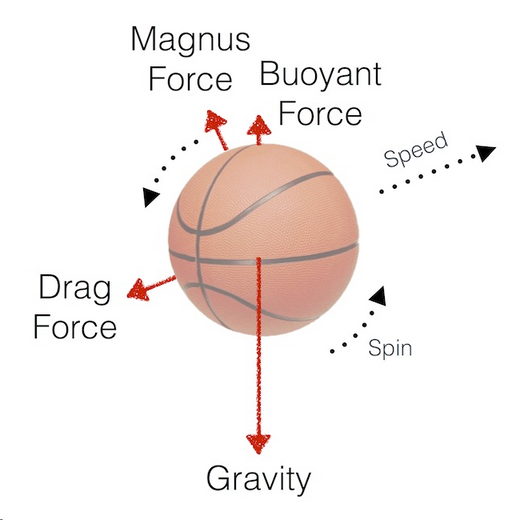 Magnus
Force
Buoyant
Force
Speed
Drag
Force
Spin
Gravity